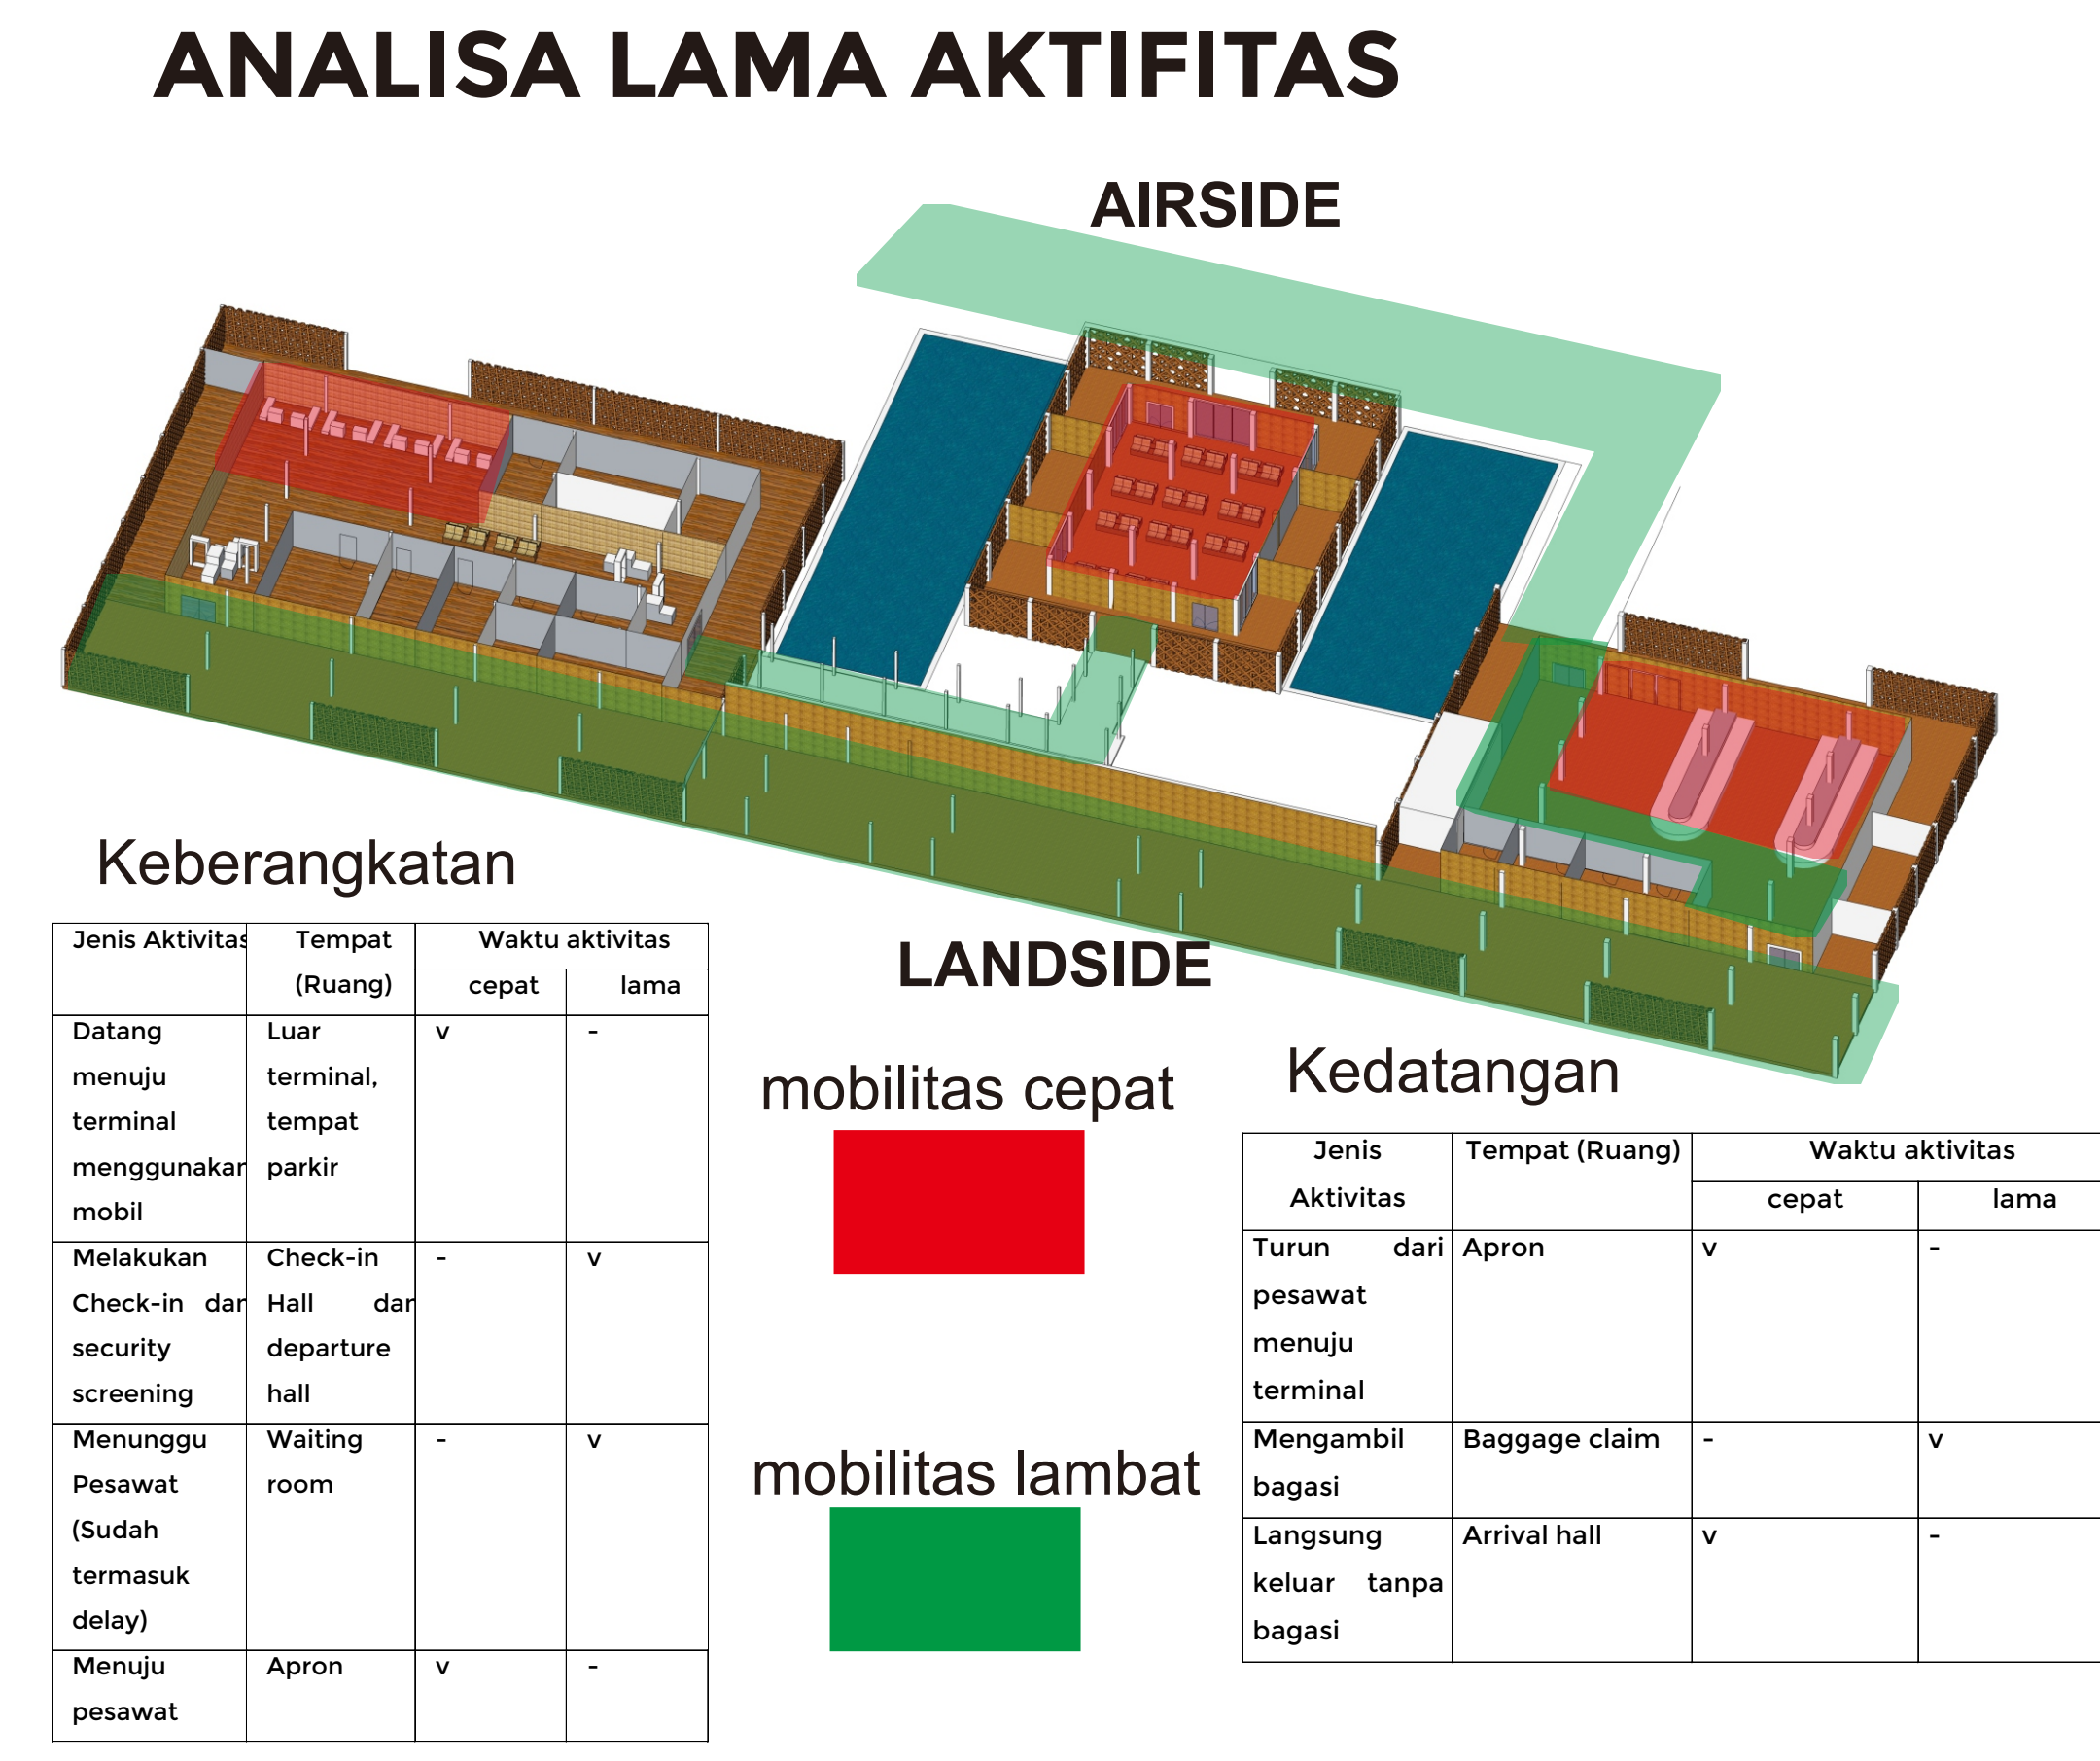 ANALISA LAMA AKTIFITAS
AIRSIDE
Keberangkatan
Jenis Aktivitas Tempat (Ruang) Waktu aktivitas
cepat lama
Datang Luar v -
menuju terminal,
terminal tempat
menggunakan parkir
mobil
Melakukan Check-in - v
Check-in dan Hall dan
security departure
screening hall
Menunggu Waiting - v
Pesawat room
(Sudah
termasuk
delay)
Menuju Apron v -
pesawat
LANDSIDE
mobilitas cepat
mobilitas lambat
Kedatangan
Jenis Tempat (Ruang) Waktu aktivitas
Aktivitas cepat lama
Turun dari Apron v -
pesawat
menuju
terminal
Mengambil Baggage claim - v
bagasi
Langsung Arrival hall v -
keluar tanpa
bagasi